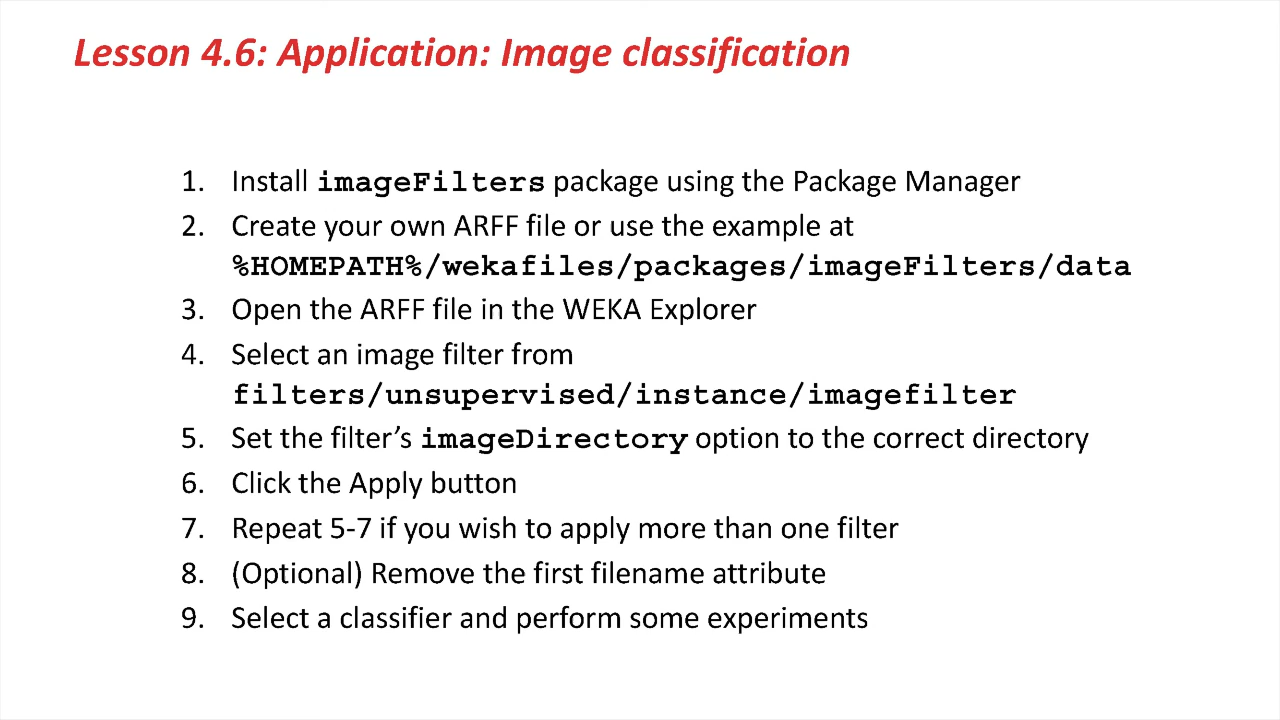 Lesson 4.6: Application: Image classification
1. Install imageFilters package using the Package Manager
2. Create your own ARFF file or use the example at
%HOMEPATH%/wekafiles/packages/imageFilters/data
3. Open the ARFF file in the WEKA Explorer
4. Select an image filter from
filters/unsupervised/instance/imagefilter
5. Set the filter’s imageDirectory option to the correct directory
6. Click the Apply button
7. Repeat 5-7 if you wish to apply more than one filter
8. (Optional) Remove the first filename attribute
9. Select a classifier and perform some experiments